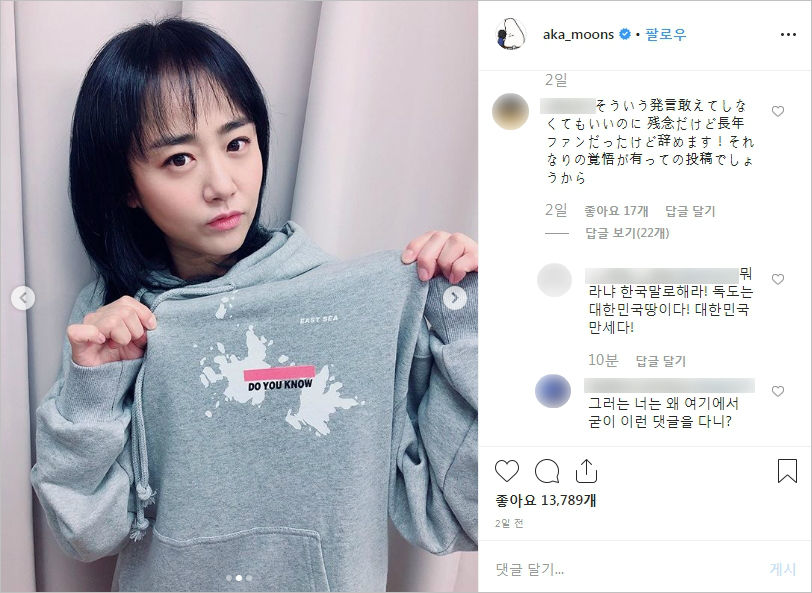 EAST SEA
DO YOU KNOW
aka_moons • 팔로우
2일
そういう発言敢えてしな
くてもいいのに 残念だけど長年
ファンだったけど辞めます！それ
なりの覚悟が有っての投稿でしょ
うから
2일 좋아요 17개 답글 달기
답글 보기(22개)
뭐
라냐 한국말로해라! 독도는
대한민국땅이다! 대한민국
만세다!
10분 답글 달기
그러는 너는 왜 여기에서
굳이 이런 댓글을 다니?
좋아요 13,789개
2일 전
댓글 달기...
게시